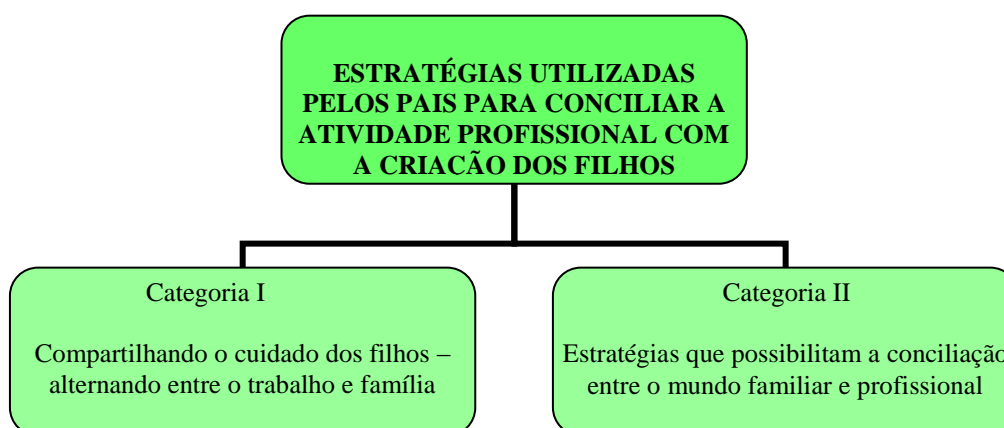 ESTRATÉGIAS UTILIZADAS
PELOS PAIS PARA CONCILIAR A
ATIVIDADE PROFISSIONAL COM
A CRIACÃO DOS FILHOS
Categoria I
Compartilhando o cuidado dos filhos –
alternando entre o trabalho e família
Categoria II
Estratégias que possibilitam a conciliação
entre o mundo familiar e profissional